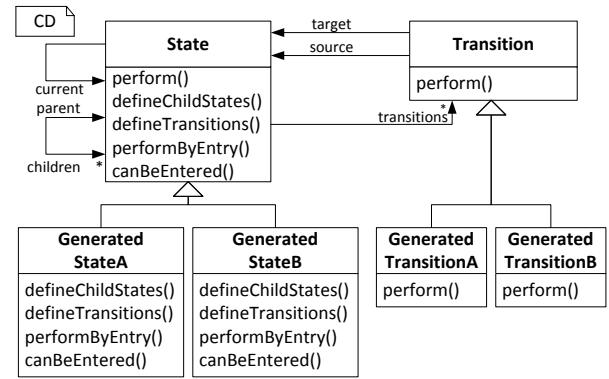 CD
State
target
source
Transition
current
parent
children
*
perform()
defineChildStates()
defineTransitions()
performByEntry()
canBeEntered()
transitions
*
perform()
Generated
StateA
defineChildStates()
defineTransitions()
performByEntry()
canBeEntered()
Generated
StateB
defineChildStates()
defineTransitions()
performByEntry()
canBeEntered()
Generated
TransitionA
perform()
Generated
TransitionB
perform()